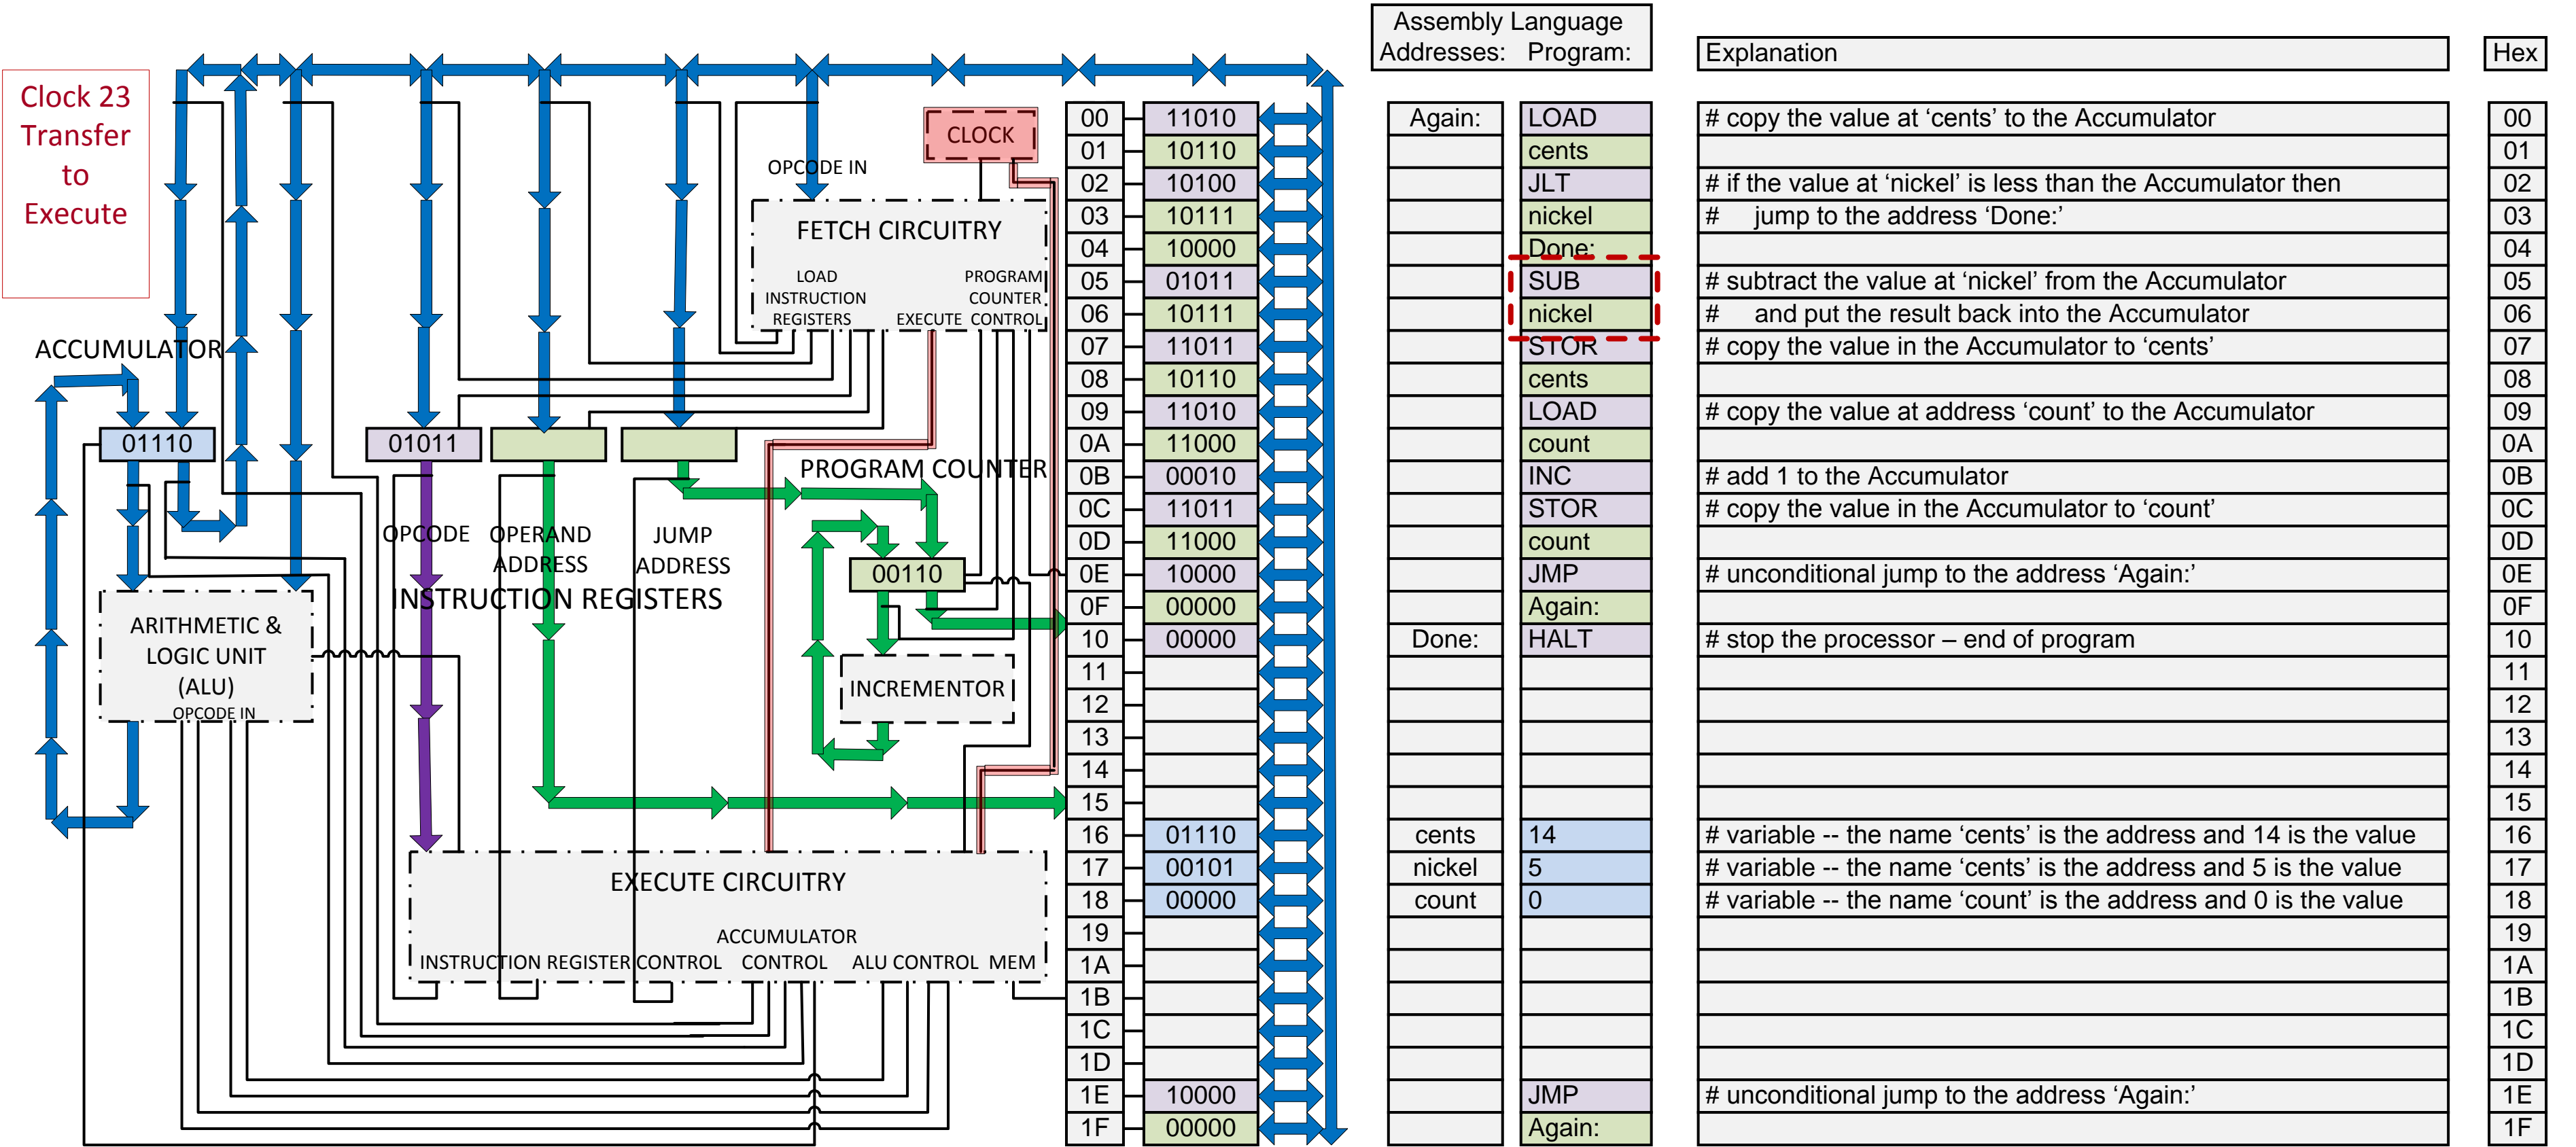 Assembly Language
Addresses: Program:
Explanation
Hex
Clock 23
Transfer
to
Execute
CLOCK
OPCODE IN
FETCH CIRCUITRY
LOAD
INSTRUCTION
REGISTERS
EXECUTE
PROGRAM
COUNTER
CONTROL
ACCUMULATOR
01110
01011
PROGRAM COUNTER
OPCODE
OPERAND
ADDRESS
JUMP
ADDRESS
INSTRUCTION REGISTERS
00110
INCREMENTOR
ARITHMETIC &
LOGIC UNIT
(ALU)
OPCODE IN
EXECUTE CIRCUITRY
INSTRUCTION REGISTER CONTROL
ACCUMULATOR
CONTROL
ALU CONTROL
MEM
00 11010 Again: LOAD # copy the value at 'cents' to the Accumulator 00
01 10110 cents 01
02 10100 JLT # if the value at ‘nickel’ is less than the Accumulator then 02
03 10111 nickel # jump to the address ‘Done:’ 03
04 10000 Done: 04
05 01011 SUB # subtract the value at ‘nickel’ from the Accumulator 05
06 10111 nickel # and put the result back into the Accumulator 06
07 11011 STOR # copy the value in the Accumulator to ‘cents’ 07
08 10110 cents 08
09 11010 LOAD # copy the value at address ‘count’ to the Accumulator 09
0A 11000 count 0A
0B 00010 INC # add 1 to the Accumulator 0B
0C 11011 STOR # copy the value in the Accumulator to ‘count’ 0C
0D 11000 count 0D
0E 10000 JMP # unconditional jump to the address ‘Again:’ 0E
0F 00000 Again: 0F
10 00000 Done: HALT # stop the processor – end of program 10
11 11
12 12
13 13
14 14
15 15
16 01110 cents 14 # variable -- the name ‘cents’ is the address and 14 is the value 16
17 00101 nickel 5 # variable -- the name ‘cents’ is the address and 5 is the value 17
18 00000 count 0 # variable -- the name ‘count’ is the address and 0 is the value 18
19 19
1A 1A
1B 1B
1C 1C
1D 1D
1E 10000 JMP # unconditional jump to the address ‘Again:’ 1E
1F 00000 Again: 1F